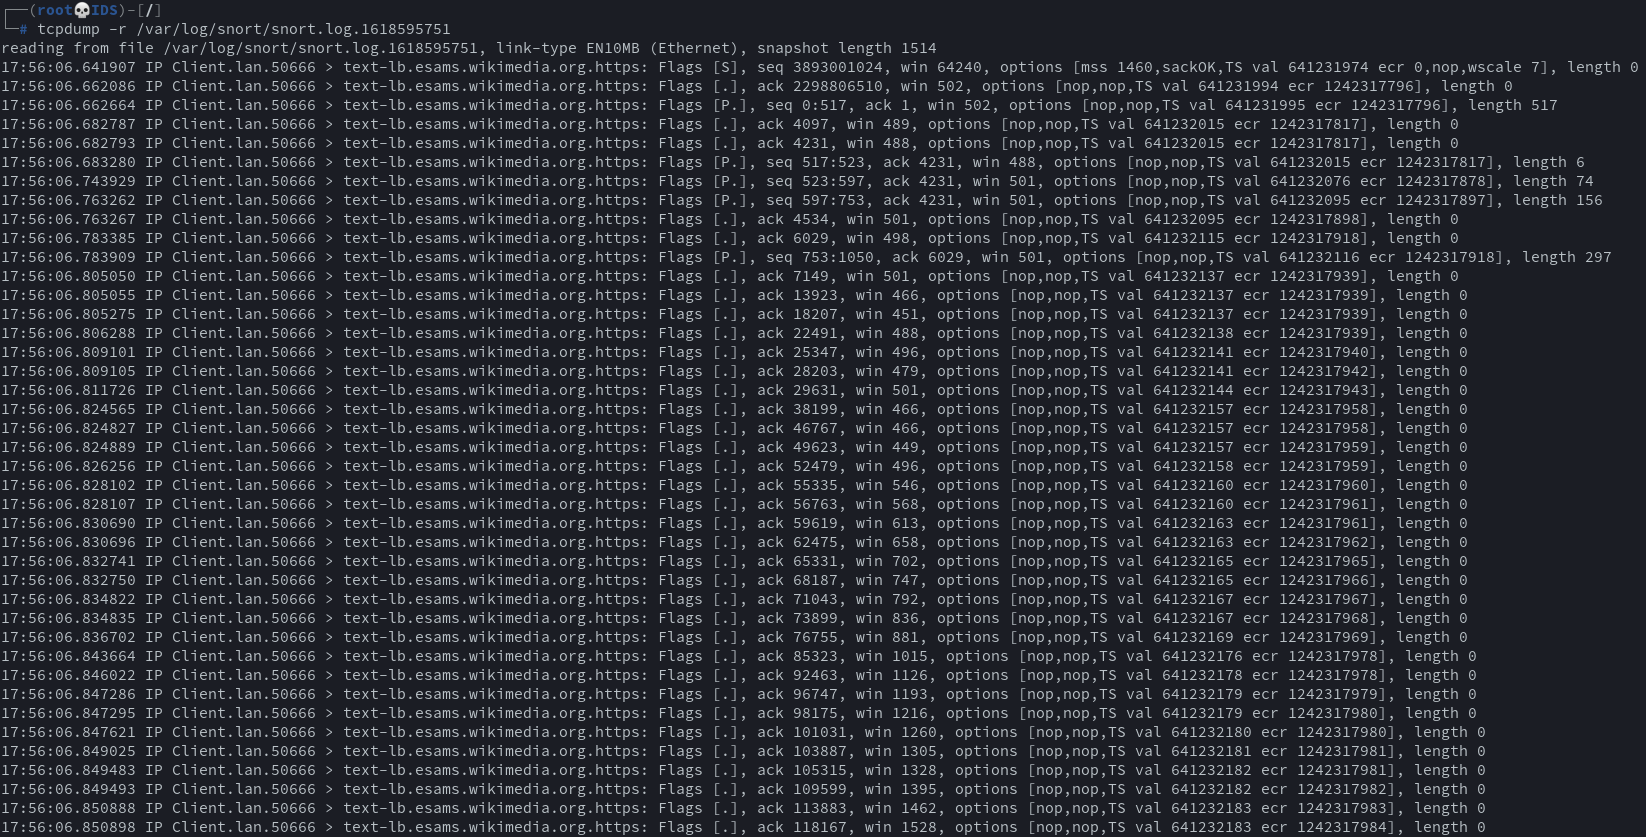 ┌──(root💀IDS)-[/]
└─# tcpdump -r /var/log/snort/snort.log.1618595751
reading from file /var/log/snort/snort.log.1618595751, link-type EN10MB (Ethernet), snapshot length 1514
17:56:06.641907 IP Client.lan.50666 > text-lb.esams.wikimedia.org.https: Flags [S], seq 3893001024, win 64240, options [mss 1460,sackOK,TS val 641231974 ecr 0,nop,wscale 7], length 0
17:56:06.662086 IP Client.lan.50666 > text-lb.esams.wikimedia.org.https: Flags [.], ack 2298806510, win 502, options [nop,nop,TS val 641231994 ecr 1242317796], length 0
17:56:06.662664 IP Client.lan.50666 > text-lb.esams.wikimedia.org.https: Flags [P.], seq 0:517, ack 1, win 502, options [nop,nop,TS val 641231995 ecr 1242317796], length 517
17:56:06.682787 IP Client.lan.50666 > text-lb.esams.wikimedia.org.https: Flags [.], ack 4097, win 489, options [nop,nop,TS val 641232015 ecr 1242317817], length 0
17:56:06.682793 IP Client.lan.50666 > text-lb.esams.wikimedia.org.https: Flags [.], ack 4231, win 488, options [nop,nop,TS val 641232015 ecr 1242317817], length 0
17:56:06.683280 IP Client.lan.50666 > text-lb.esams.wikimedia.org.https: Flags [P.], seq 517:523, ack 4231, win 488, options [nop,nop,TS val 641232015 ecr 1242317817], length 6
17:56:06.743929 IP Client.lan.50666 > text-lb.esams.wikimedia.org.https: Flags [P.], seq 523:597, ack 4231, win 501, options [nop,nop,TS val 641232076 ecr 1242317878], length 74
17:56:06.763262 IP Client.lan.50666 > text-lb.esams.wikimedia.org.https: Flags [P.], seq 597:753, ack 4231, win 501, options [nop,nop,TS val 641232095 ecr 1242317897], length 156
17:56:06.763267 IP Client.lan.50666 > text-lb.esams.wikimedia.org.https: Flags [.], ack 4534, win 501, options [nop,nop,TS val 641232095 ecr 1242317898], length 0
17:56:06.783385 IP Client.lan.50666 > text-lb.esams.wikimedia.org.https: Flags [.], ack 6029, win 498, options [nop,nop,TS val 641232115 ecr 1242317918], length 0
17:56:06.783909 IP Client.lan.50666 > text-lb.esams.wikimedia.org.https: Flags [P.], seq 753:1050, ack 6029, win 501, options [nop,nop,TS val 641232116 ecr 1242317918], length 297
17:56:06.805050 IP Client.lan.50666 > text-lb.esams.wikimedia.org.https: Flags [.], ack 7149, win 501, options [nop,nop,TS val 641232137 ecr 1242317939], length 0
17:56:06.805055 IP Client.lan.50666 > text-lb.esams.wikimedia.org.https: Flags [.], ack 13923, win 466, options [nop,nop,TS val 641232137 ecr 1242317939], length 0
17:56:06.805275 IP Client.lan.50666 > text-lb.esams.wikimedia.org.https: Flags [.], ack 18207, win 451, options [nop,nop,TS val 641232137 ecr 1242317939], length 0
17:56:06.806288 IP Client.lan.50666 > text-lb.esams.wikimedia.org.https: Flags [.], ack 22491, win 488, options [nop,nop,TS val 641232138 ecr 1242317939], length 0
17:56:06.809101 IP Client.lan.50666 > text-lb.esams.wikimedia.org.https: Flags [.], ack 25347, win 496, options [nop,nop,TS val 641232141 ecr 1242317940], length 0
17:56:06.809105 IP Client.lan.50666 > text-lb.esams.wikimedia.org.https: Flags [.], ack 28203, win 479, options [nop,nop,TS val 641232141 ecr 1242317942], length 0
17:56:06.811726 IP Client.lan.50666 > text-lb.esams.wikimedia.org.https: Flags [.], ack 29631, win 501, options [nop,nop,TS val 641232144 ecr 1242317943], length 0
17:56:06.824565 IP Client.lan.50666 > text-lb.esams.wikimedia.org.https: Flags [.], ack 38199, win 466, options [nop,nop,TS val 641232157 ecr 1242317958], length 0
17:56:06.824827 IP Client.lan.50666 > text-lb.esams.wikimedia.org.https: Flags [.], ack 46767, win 466, options [nop,nop,TS val 641232157 ecr 1242317958], length 0
17:56:06.824889 IP Client.lan.50666 > text-lb.esams.wikimedia.org.https: Flags [.], ack 49623, win 449, options [nop,nop,TS val 641232157 ecr 1242317959], length 0
17:56:06.826256 IP Client.lan.50666 > text-lb.esams.wikimedia.org.https: Flags [.], ack 52479, win 496, options [nop,nop,TS val 641232158 ecr 1242317959], length 0
17:56:06.828102 IP Client.lan.50666 > text-lb.esams.wikimedia.org.https: Flags [.], ack 55335, win 546, options [nop,nop,TS val 641232160 ecr 1242317960], length 0
17:56:06.828107 IP Client.lan.50666 > text-lb.esams.wikimedia.org.https: Flags [.], ack 56763, win 568, options [nop,nop,TS val 641232160 ecr 1242317961], length 0
17:56:06.830690 IP Client.lan.50666 > text-lb.esams.wikimedia.org.https: Flags [.], ack 59619, win 613, options [nop,nop,TS val 641232163 ecr 1242317961], length 0
17:56:06.830696 IP Client.lan.50666 > text-lb.esams.wikimedia.org.https: Flags [.], ack 62475, win 658, options [nop,nop,TS val 641232163 ecr 1242317962], length 0
17:56:06.832741 IP Client.lan.50666 > text-lb.esams.wikimedia.org.https: Flags [.], ack 65331, win 702, options [nop,nop,TS val 641232165 ecr 1242317965], length 0
17:56:06.832750 IP Client.lan.50666 > text-lb.esams.wikimedia.org.https: Flags [.], ack 68187, win 747, options [nop,nop,TS val 641232165 ecr 1242317966], length 0
17:56:06.834822 IP Client.lan.50666 > text-lb.esams.wikimedia.org.https: Flags [.], ack 71043, win 792, options [nop,nop,TS val 641232167 ecr 1242317967], length 0
17:56:06.834835 IP Client.lan.50666 > text-lb.esams.wikimedia.org.https: Flags [.], ack 73899, win 836, options [nop,nop,TS val 641232167 ecr 1242317968], length 0
17:56:06.836702 IP Client.lan.50666 > text-lb.esams.wikimedia.org.https: Flags [.], ack 76755, win 881, options [nop,nop,TS val 641232169 ecr 1242317969], length 0
17:56:06.843664 IP Client.lan.50666 > text-lb.esams.wikimedia.org.https: Flags [.], ack 85323, win 1015, options [nop,nop,TS val 641232176 ecr 1242317978], length 0
17:56:06.846022 IP Client.lan.50666 > text-lb.esams.wikimedia.org.https: Flags [.], ack 92463, win 1126, options [nop,nop,TS val 641232178 ecr 1242317978], length 0
17:56:06.847286 IP Client.lan.50666 > text-lb.esams.wikimedia.org.https: Flags [.], ack 96747, win 1193, options [nop,nop,TS val 641232179 ecr 1242317979], length 0
17:56:06.847295 IP Client.lan.50666 > text-lb.esams.wikimedia.org.https: Flags [.], ack 98175, win 1216, options [nop,nop,TS val 641232179 ecr 1242317980], length 0
17:56:06.847621 IP Client.lan.50666 > text-lb.esams.wikimedia.org.https: Flags [.], ack 101031, win 1260, options [nop,nop,TS val 641232180 ecr 1242317980], length 0
17:56:06.849025 IP Client.lan.50666 > text-lb.esams.wikimedia.org.https: Flags [.], ack 103887, win 1305, options [nop,nop,TS val 641232181 ecr 1242317981], length 0
17:56:06.849483 IP Client.lan.50666 > text-lb.esams.wikimedia.org.https: Flags [.], ack 105315, win 1328, options [nop,nop,TS val 641232182 ecr 1242317981], length 0
17:56:06.849493 IP Client.lan.50666 > text-lb.esams.wikimedia.org.https: Flags [.], ack 109599, win 1395, options [nop,nop,TS val 641232182 ecr 1242317982], length 0
17:56:06.850888 IP Client.lan.50666 > text-lb.esams.wikimedia.org.https: Flags [.], ack 113883, win 1462, options [nop,nop,TS val 641232183 ecr 1242317983], length 0
17:56:06.850898 IP Client.lan.50666 > text-lb.esams.wikimedia.org.https: Flags [.], ack 118167, win 1528, options [nop,nop,TS val 641232183 ecr 1242317984], length 0